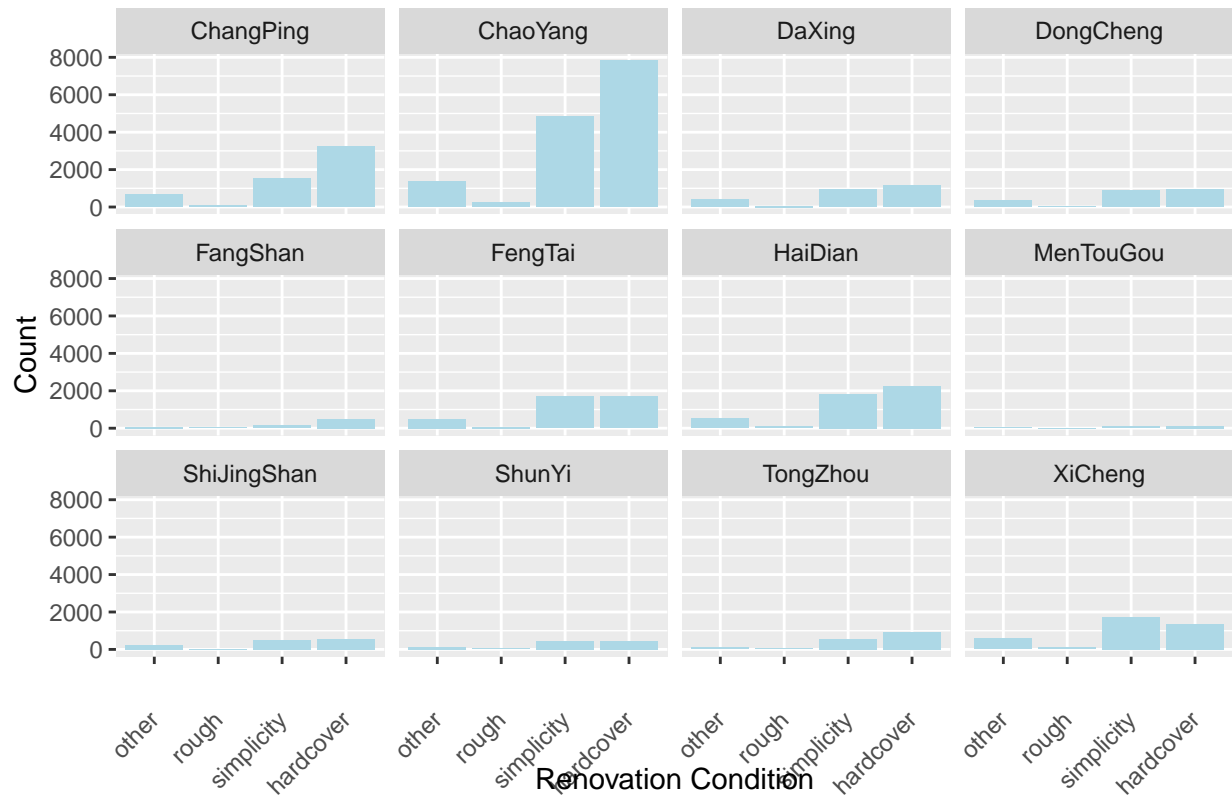 ChangPing ChaoYang DaXing DongCheng
8000
6000
4000
2000
0
FangShan FengTai HaiDian MenTouGou
8000
6000
4000
2000
0
Count
ShiJingShan ShunYi TongZhou XiCheng
8000
6000
4000
2000
0
other rough simplicity hardcover other rough simplicity hardcover other rough simplicity hardcover other rough simplicity hardcover
Renovation Condition